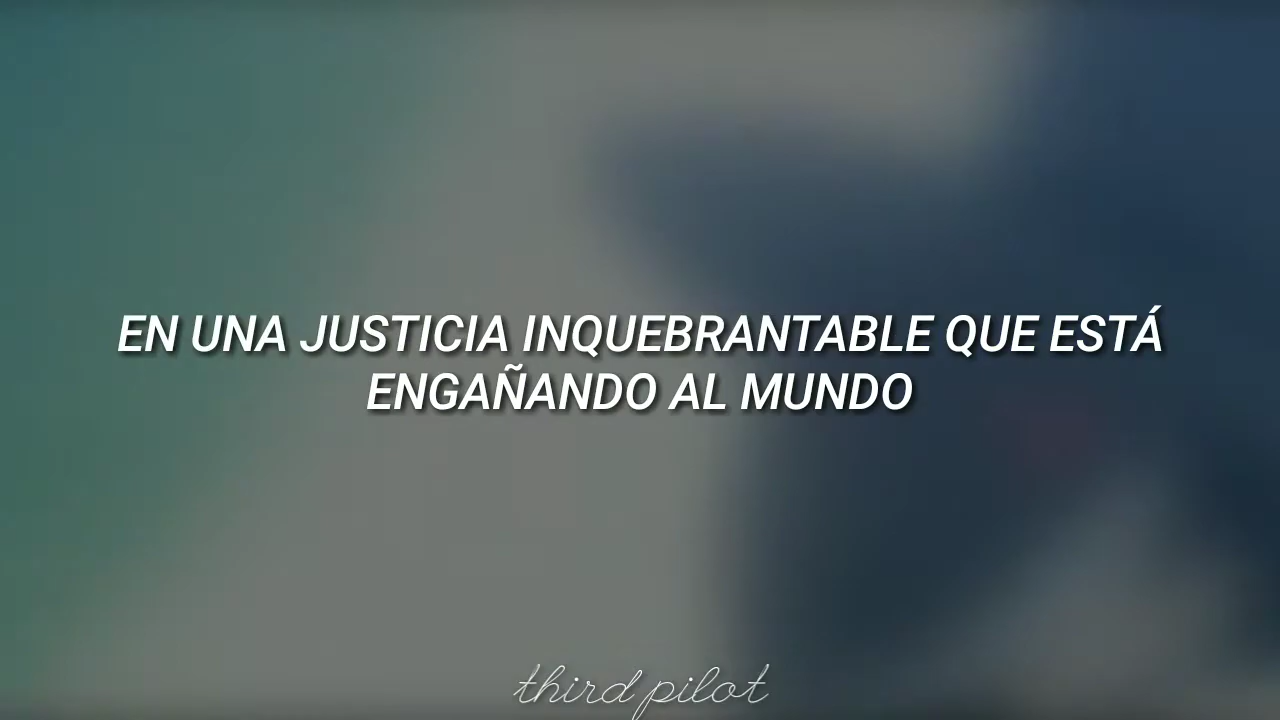 EN UNA JUSTICIA INQUEBRANTABLE QUE ESTÁ
ENGAÑANDO AL MUNDO
third pilot